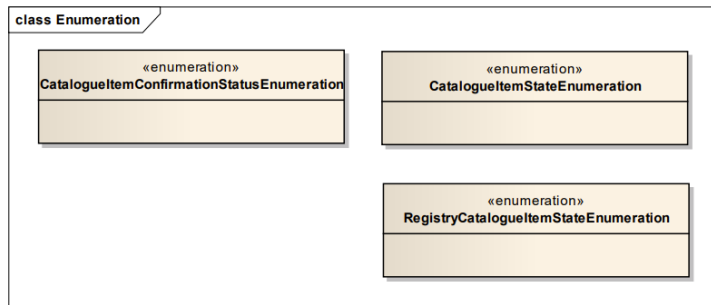 class Enumeration
«enumeration»
CatalogueItemConfirmationStatusEnumeration
«enumeration»
CatalogueItemStateEnumeration
«enumeration»
RegistryCatalogueItemStateEnumeration